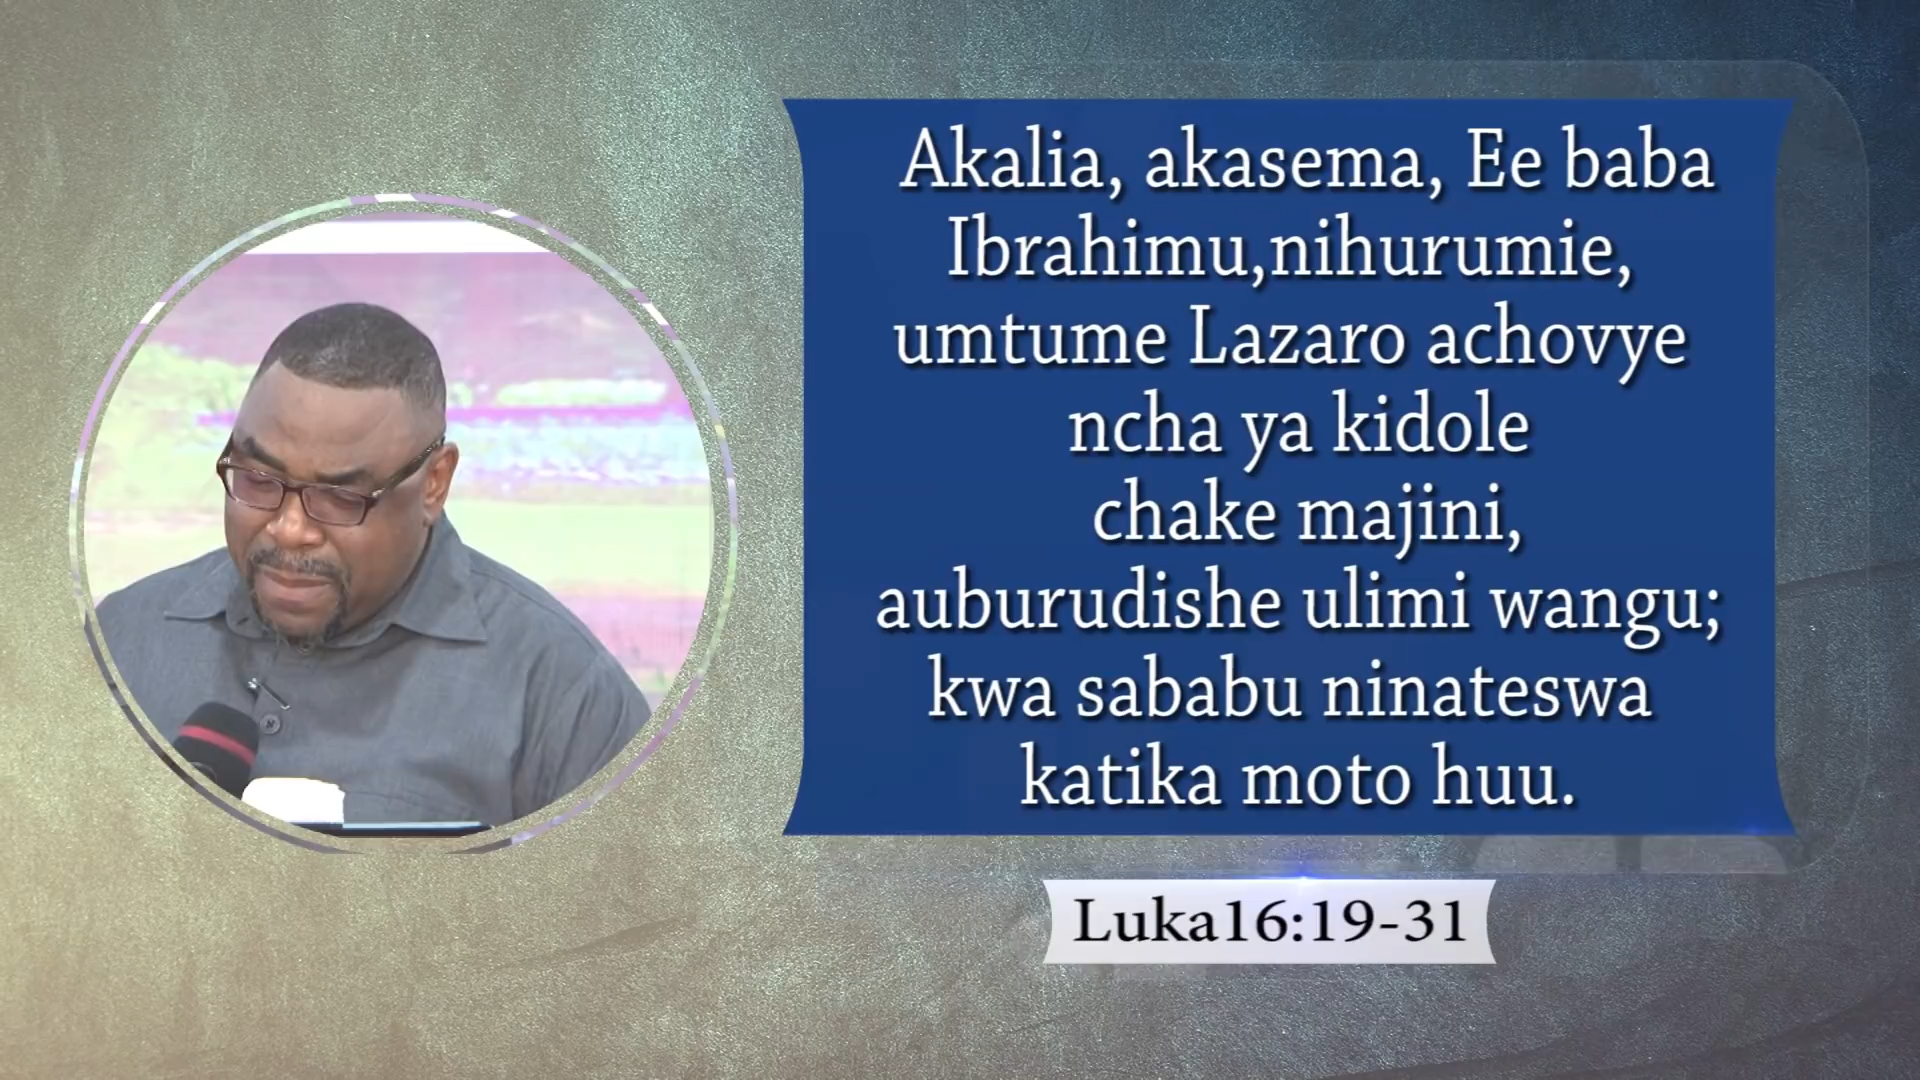 Akalia, akasema, Ee baba
Ibrahimu,nihurumie,
umtume Lazaro achovye
ncha ya kidole
chake majini,
auburudishe ulimi wangu;
kwa sababu ninateswa
katika moto huu.
Luka16:19-31